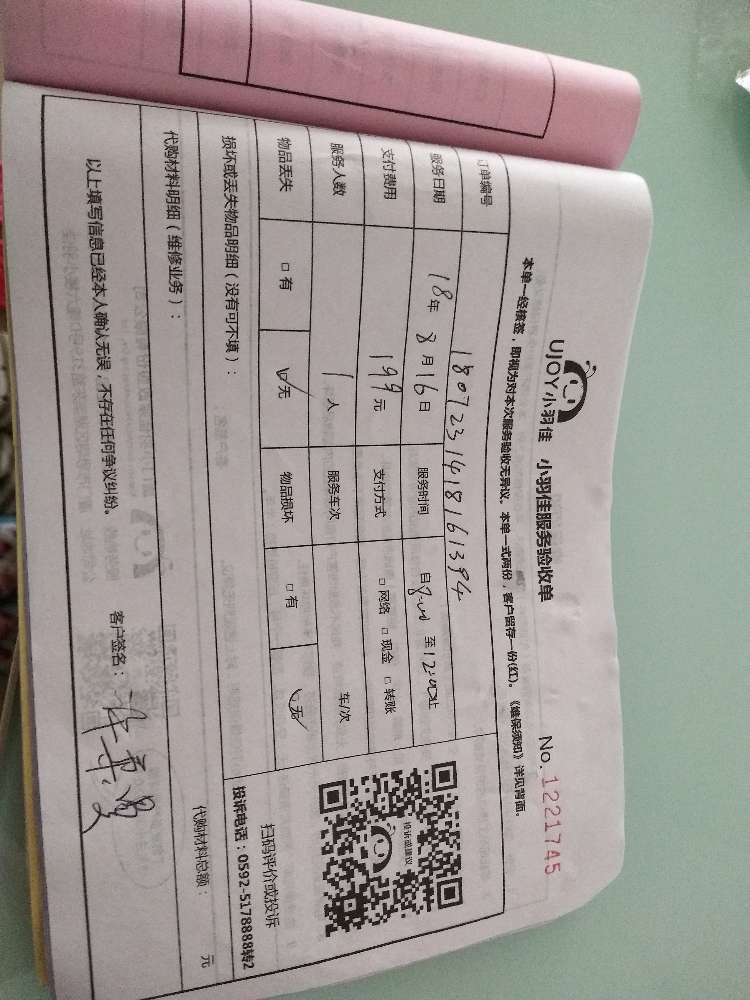 UJOY小羽佳 小羽佳服务验收单 No.1221745
本单一经核签，即视为对本次服务验收无异议。本单一式两份，客户留存一份(红)。《维保须知》详见背面。
订单编号 1807231418161394
服务日期 18年8月16日 服务时间 自8:00至12:00止
支付费用 199元 支付方式 □网络 □现金 □转账
服务人数 1人 服务车次 车/次
物品丢失 □有 ☑无 物品损坏 □有 ☑无
投诉或建议
扫码评价或投诉
投诉电话：0592-5178888转2
损坏或丢失物品明细（没有可不填）：
代购材料明细（维修业务）： 代购材料总额： 元
以上填写信息已经本人确认无误，不存在任何争议纠纷。 客户签名：